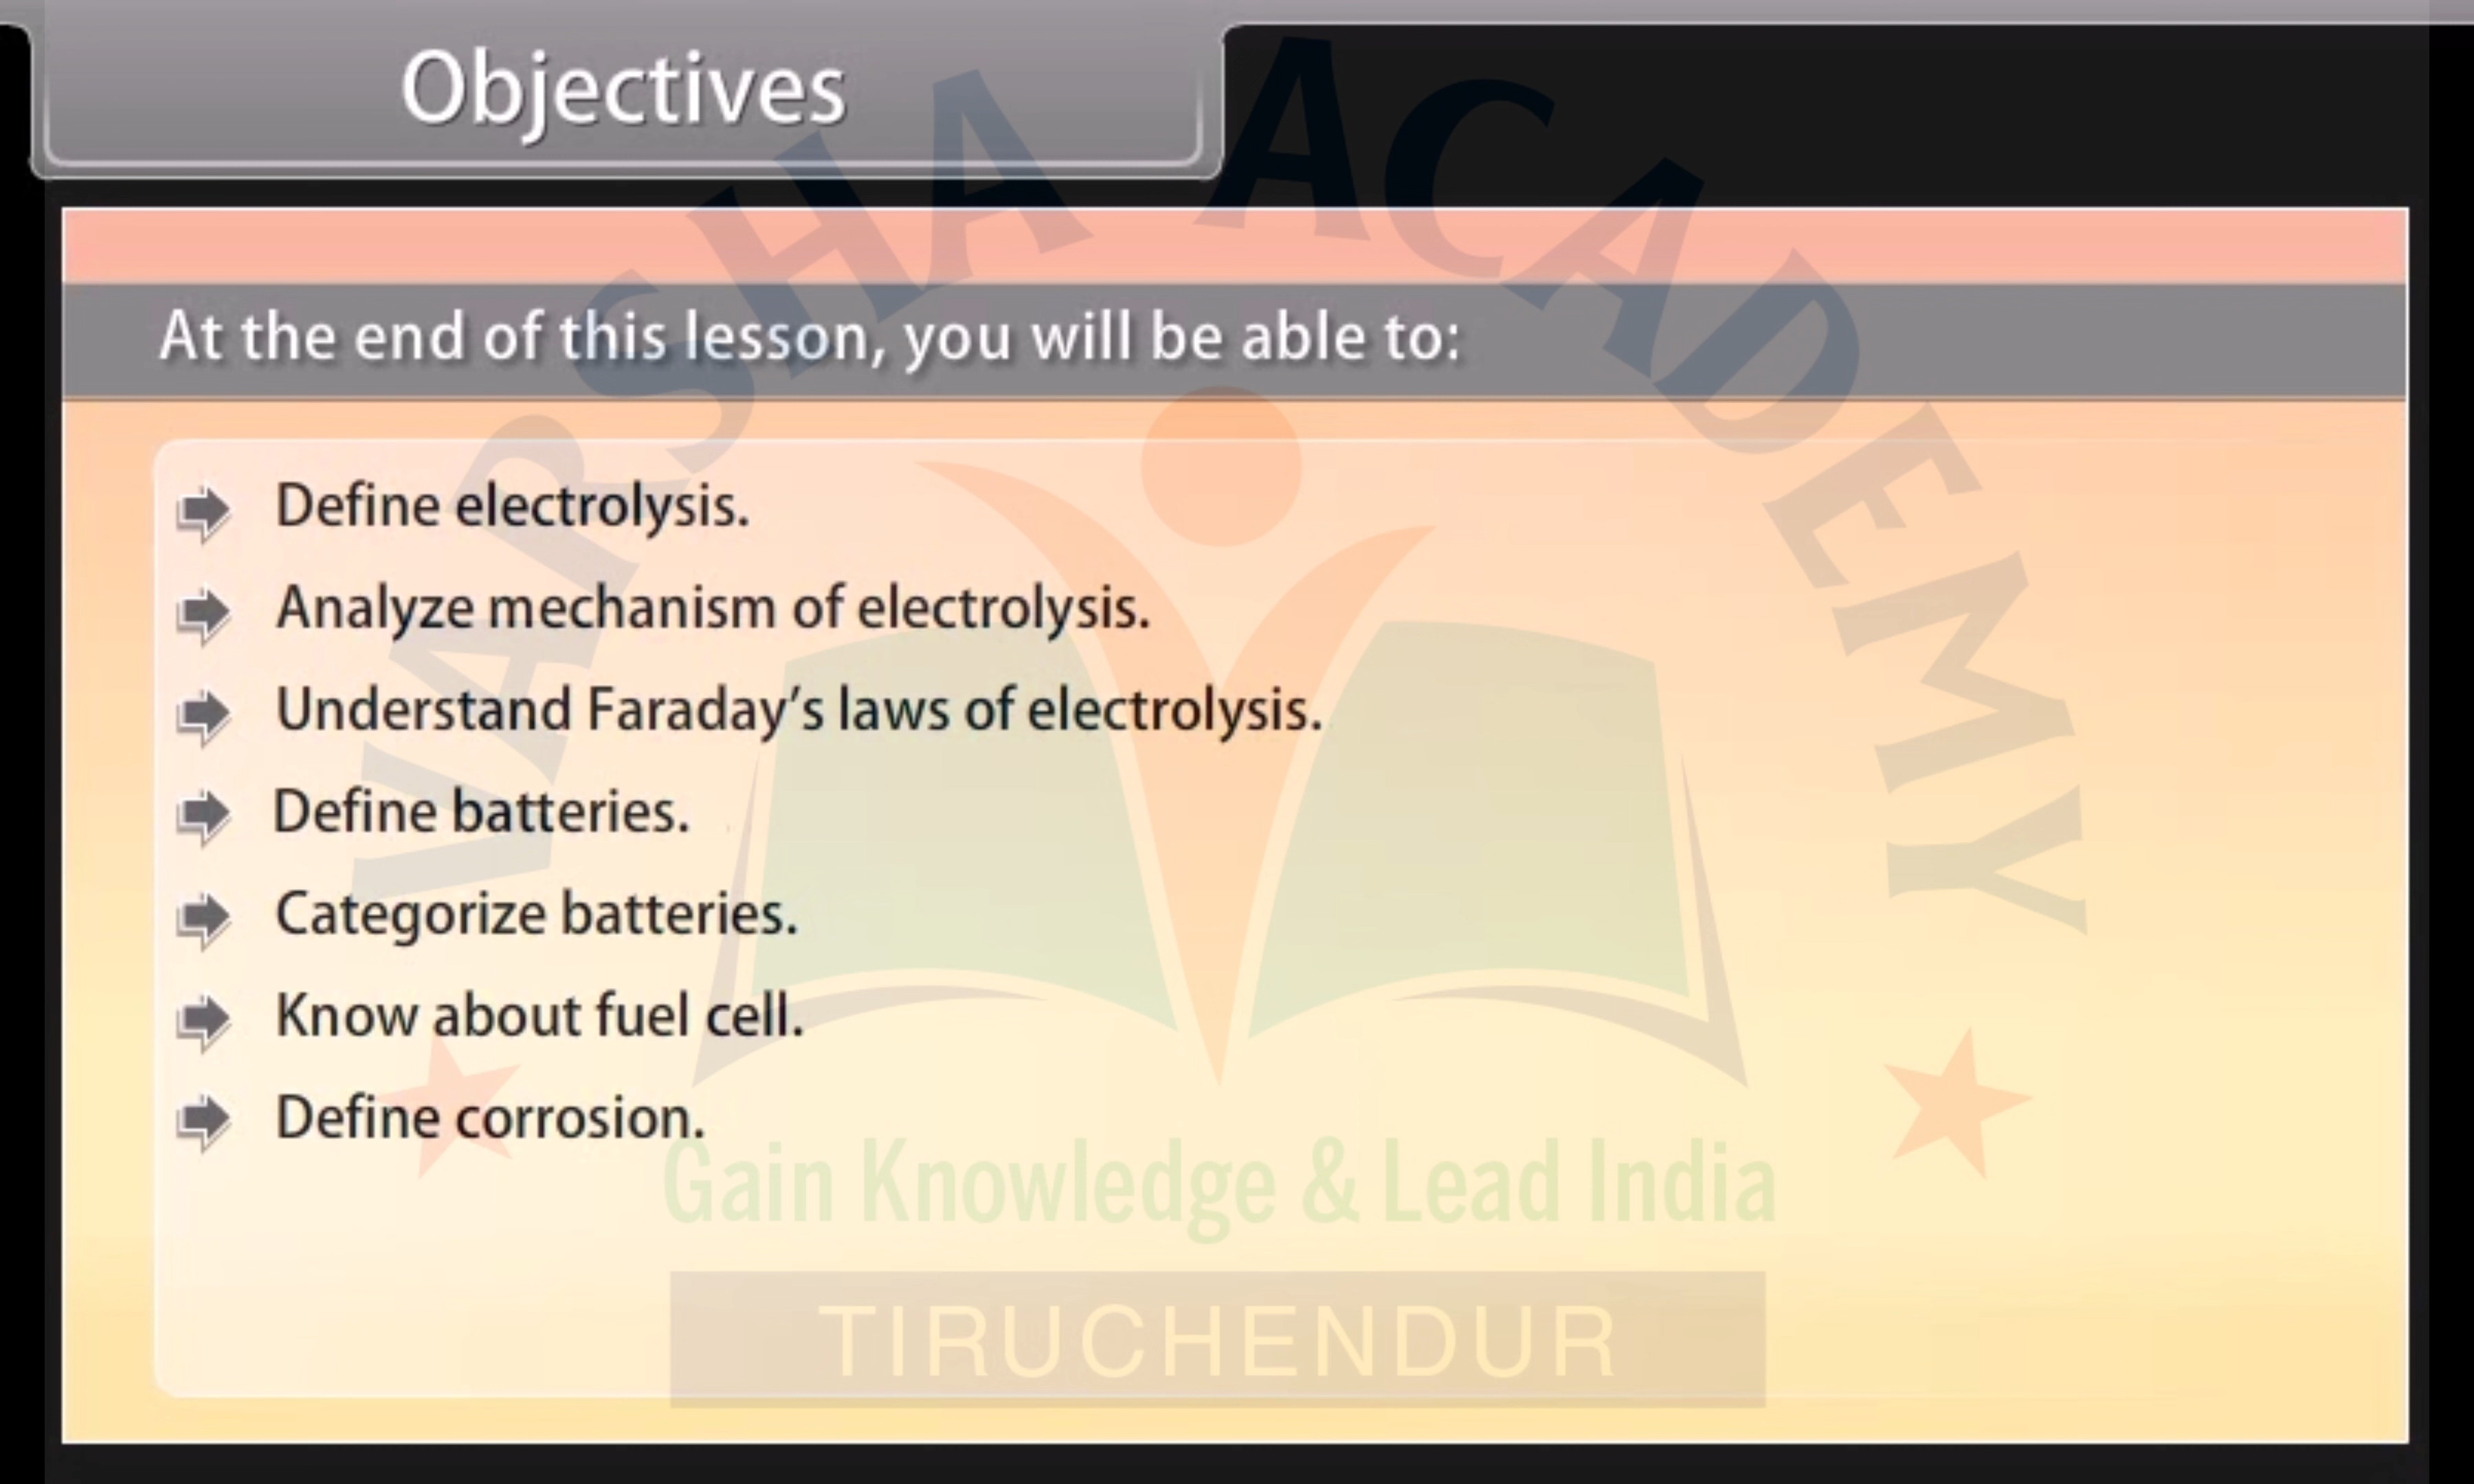 Objectives
VARSHA ACADEMY
At the end of this lesson, you will be able to:
Define electrolysis.
Analyze mechanism of electrolysis.
Understand Faraday’s laws of electrolysis.
Define batteries.
Categorize batteries.
Know about fuel cell.
Define corrosion.
Gain Knowledge & Lead India
TIRUCHENDUR